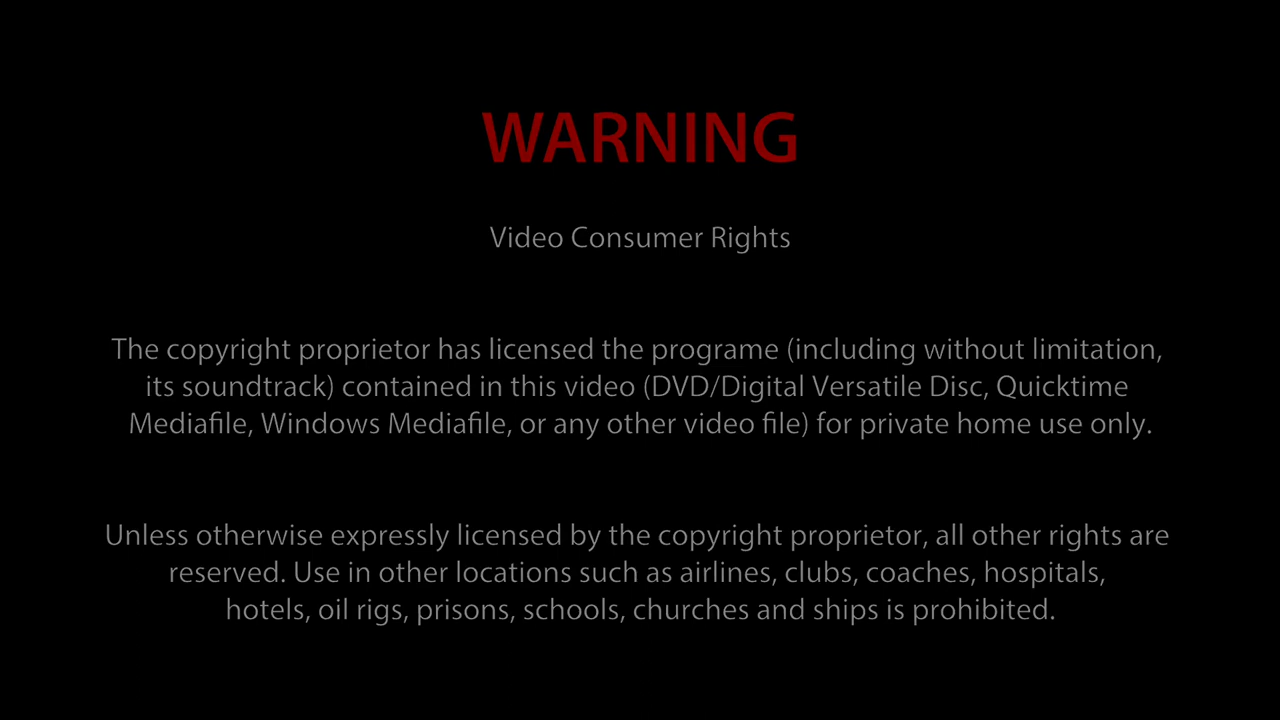 WARNING
Video Consumer Rights
The copyright proprietor has licensed the programe (including without limitation,
its soundtrack) contained in this video (DVD/Digital Versatile Disc, Quicktime
Mediafile, Windows Mediafile, or any other video file) for private home use only.
Unless otherwise expressly licensed by the copyright proprietor, all other rights are
reserved. Use in other locations such as airlines, clubs, coaches, hospitals,
hotels, oil rigs, prisons, schools, churches and ships is prohibited.